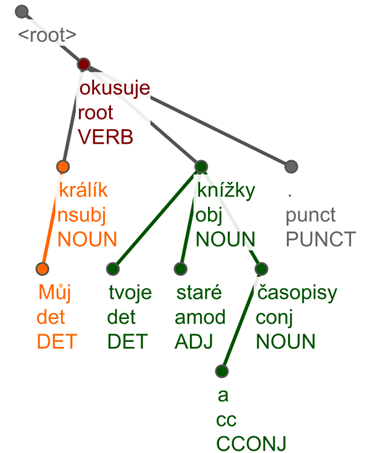 <root>
okusuje
root
VERB
králík
nsubj
NOUN
knížky
obj
NOUN
.
punct
PUNCT
Můj
det
DET
tvoje
det
DET
staré
amod
ADJ
časopisy
conj
NOUN
a
cc
CCONJ